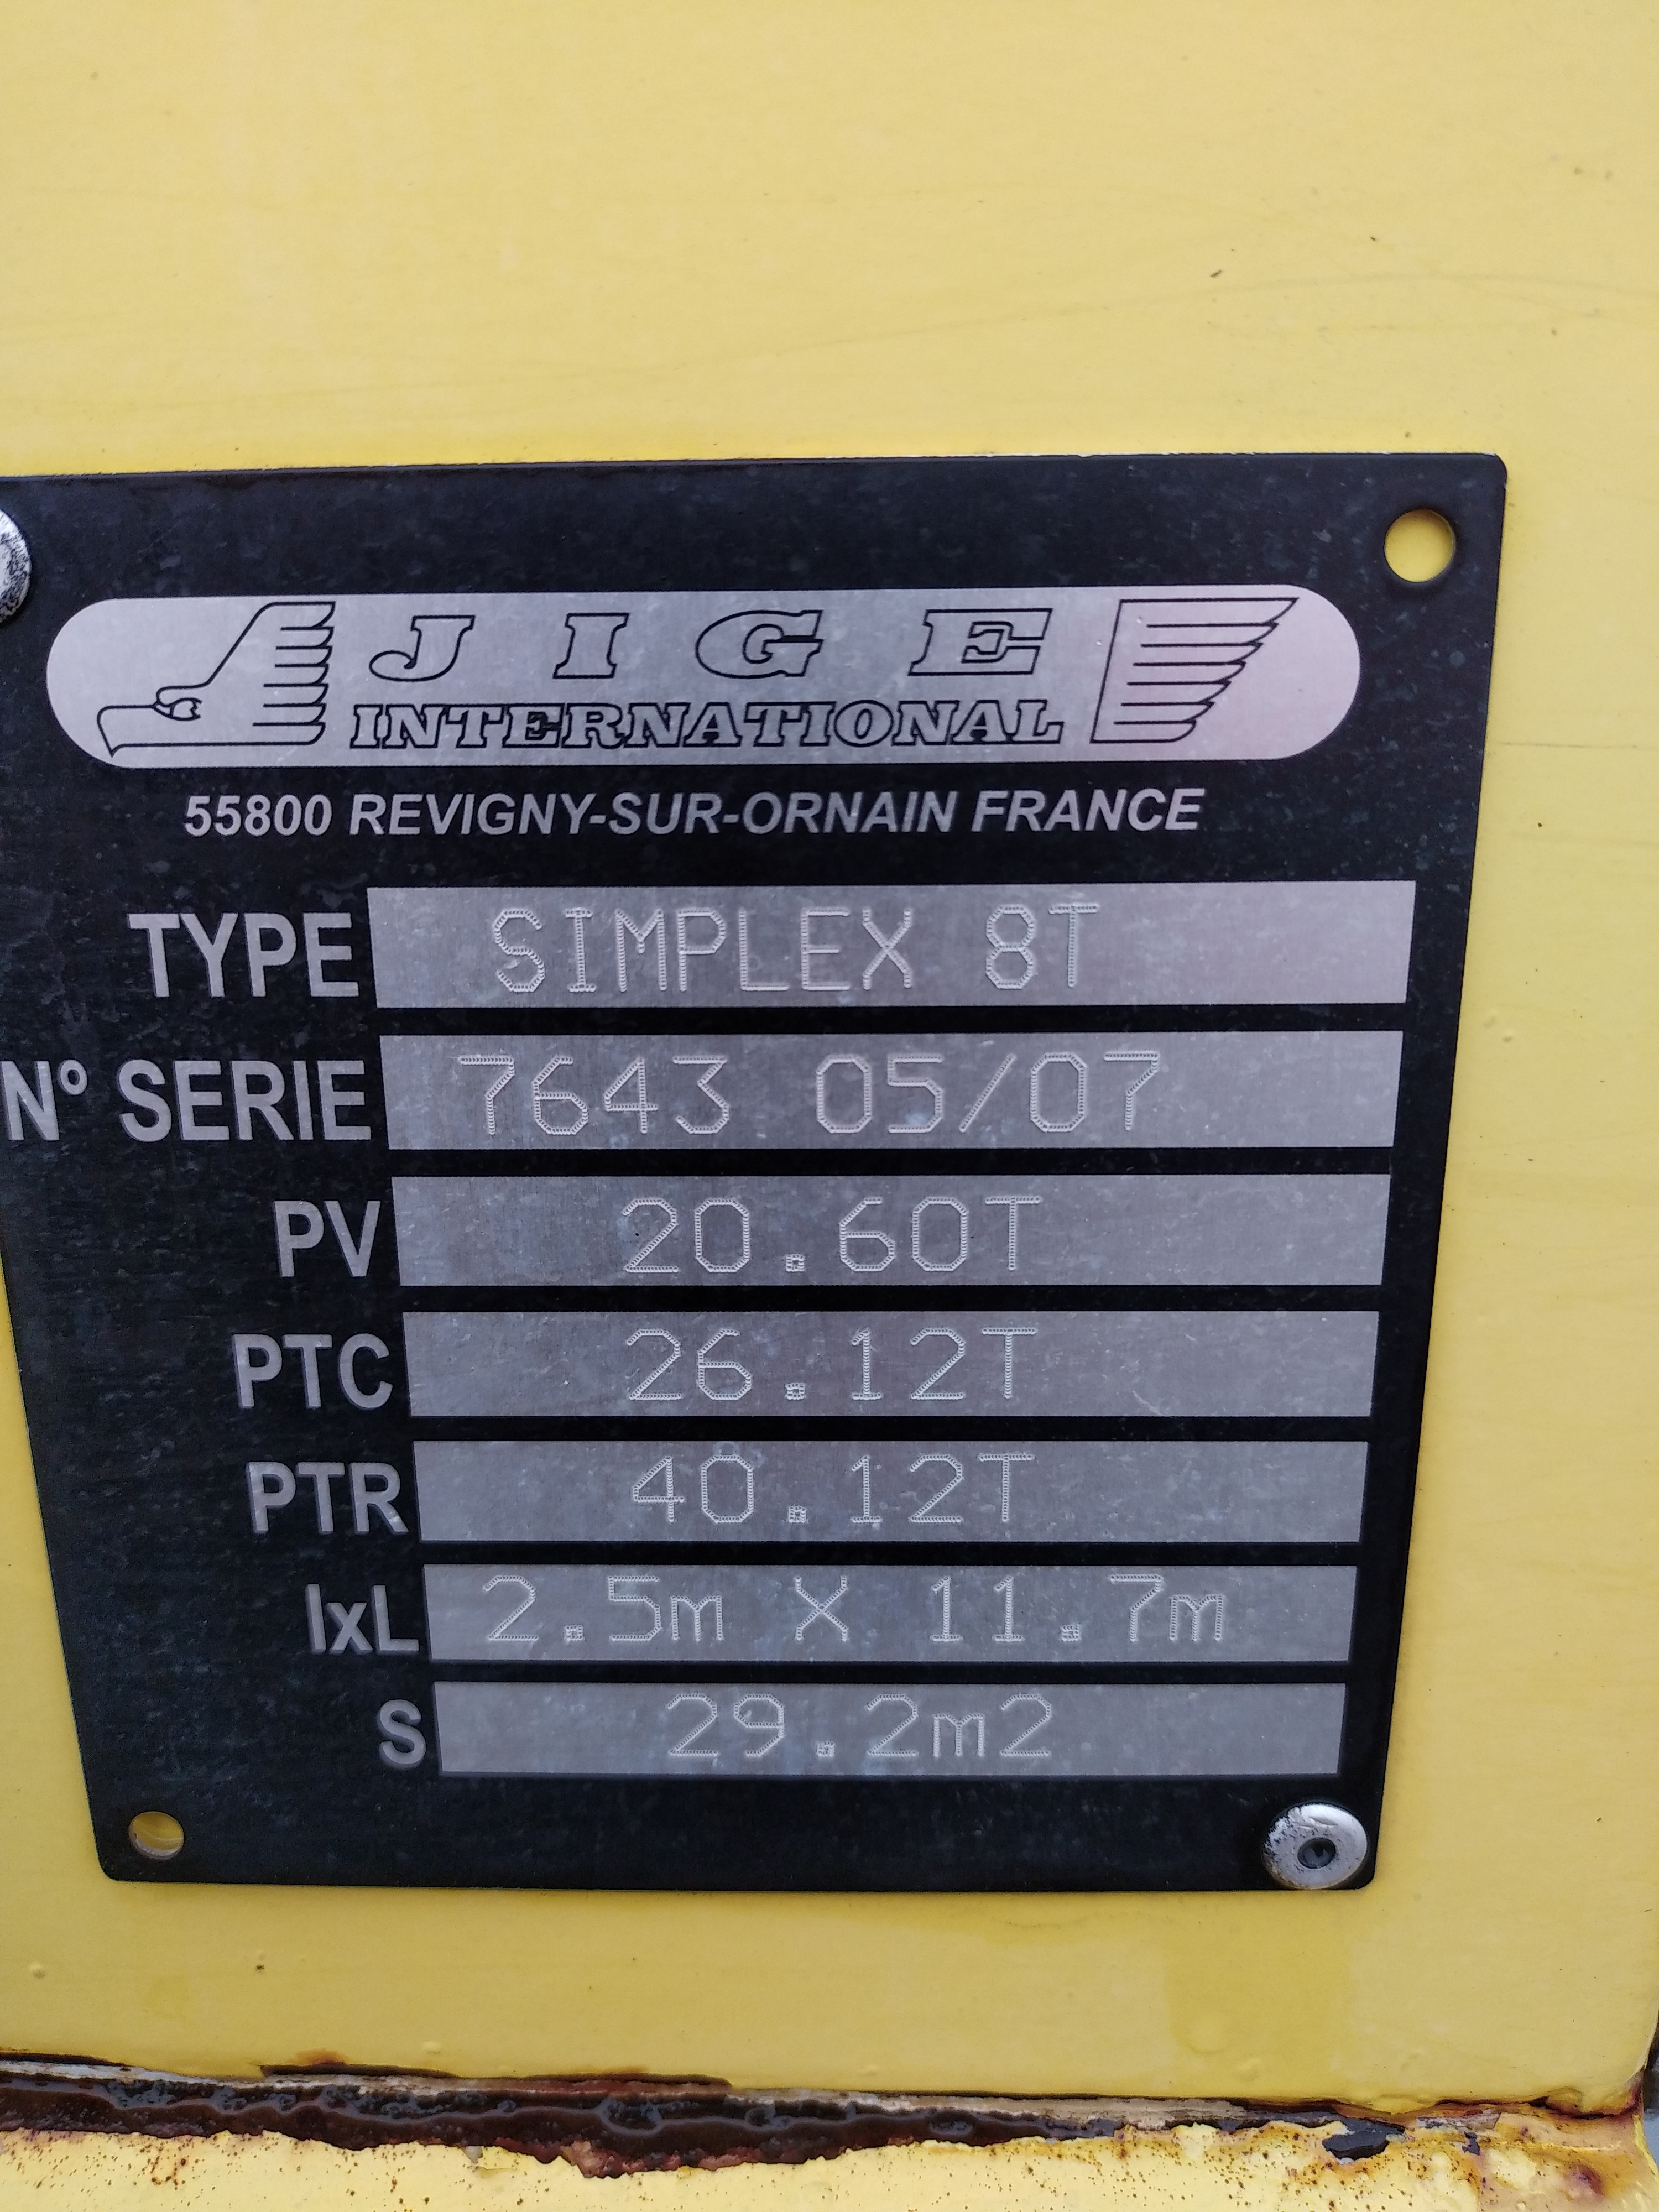 JIGE
INTERNATIONAL
55800 REVIGNY-SUR-ORNAIN FRANCE
TYPE SIMPLEX 8T
Nº SERIE 7643 05/07
PV 20.60T
PTC 26.12T
PTR 40.12T
lxL 2.5m X 11.7m
S 29.2m2